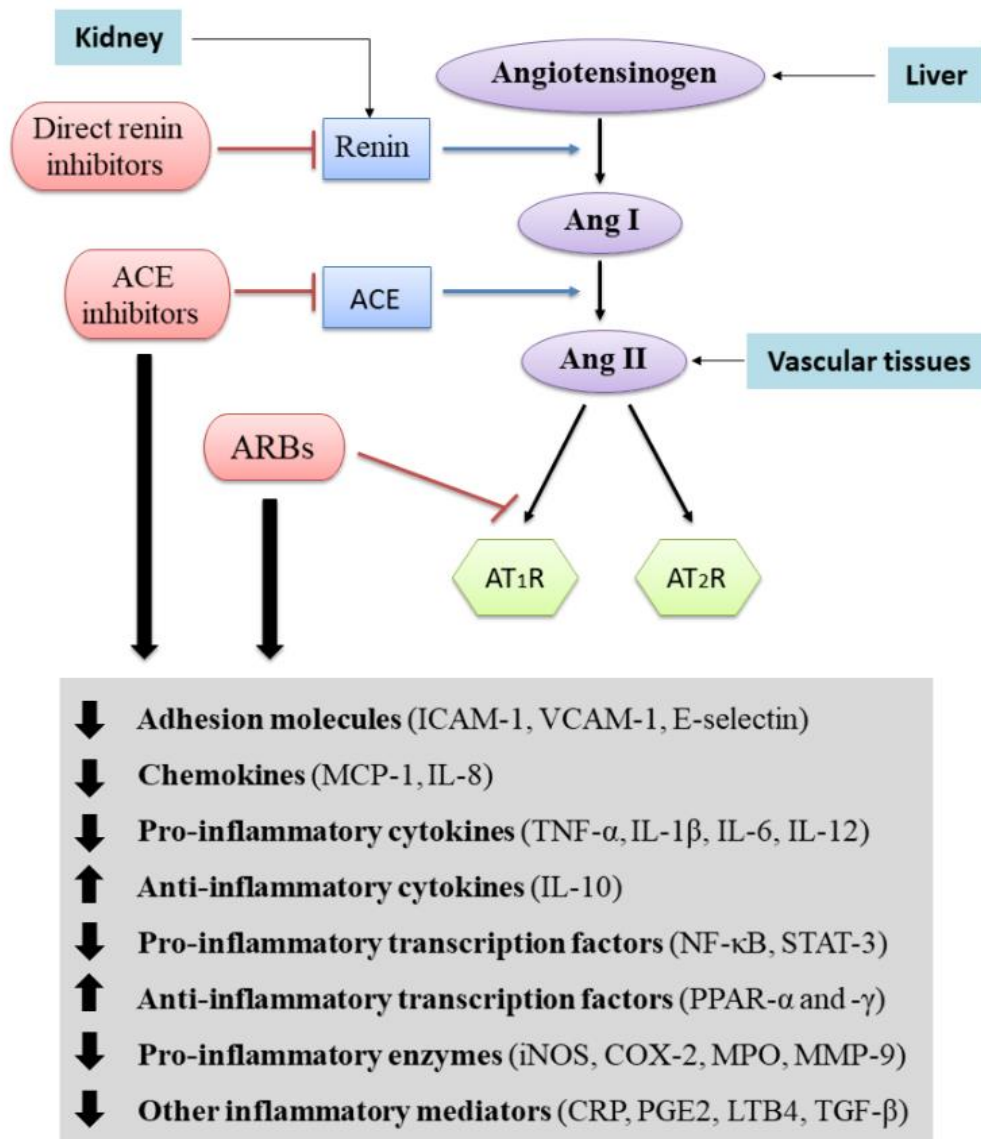 Kidney
Angiotensinogen
Liver
Direct renin
inhibitors
Renin
Ang I
ACE
inhibitors
ACE
Ang II
Vascular tissues
ARBs
AT₁R
AT₂R
Adhesion molecules (ICAM-1, VCAM-1, E-selectin)
Chemokines (MCP-1, IL-8)
Pro-inflammatory cytokines (TNF-α, IL-1β, IL-6, IL-12)
Anti-inflammatory cytokines (IL-10)
Pro-inflammatory transcription factors (NF-κB, STAT-3)
Anti-inflammatory transcription factors (PPAR-α and -γ)
Pro-inflammatory enzymes (iNOS, COX-2, MPO, MMP-9)
Other inflammatory mediators (CRP, PGE2, LTB4, TGF-β)